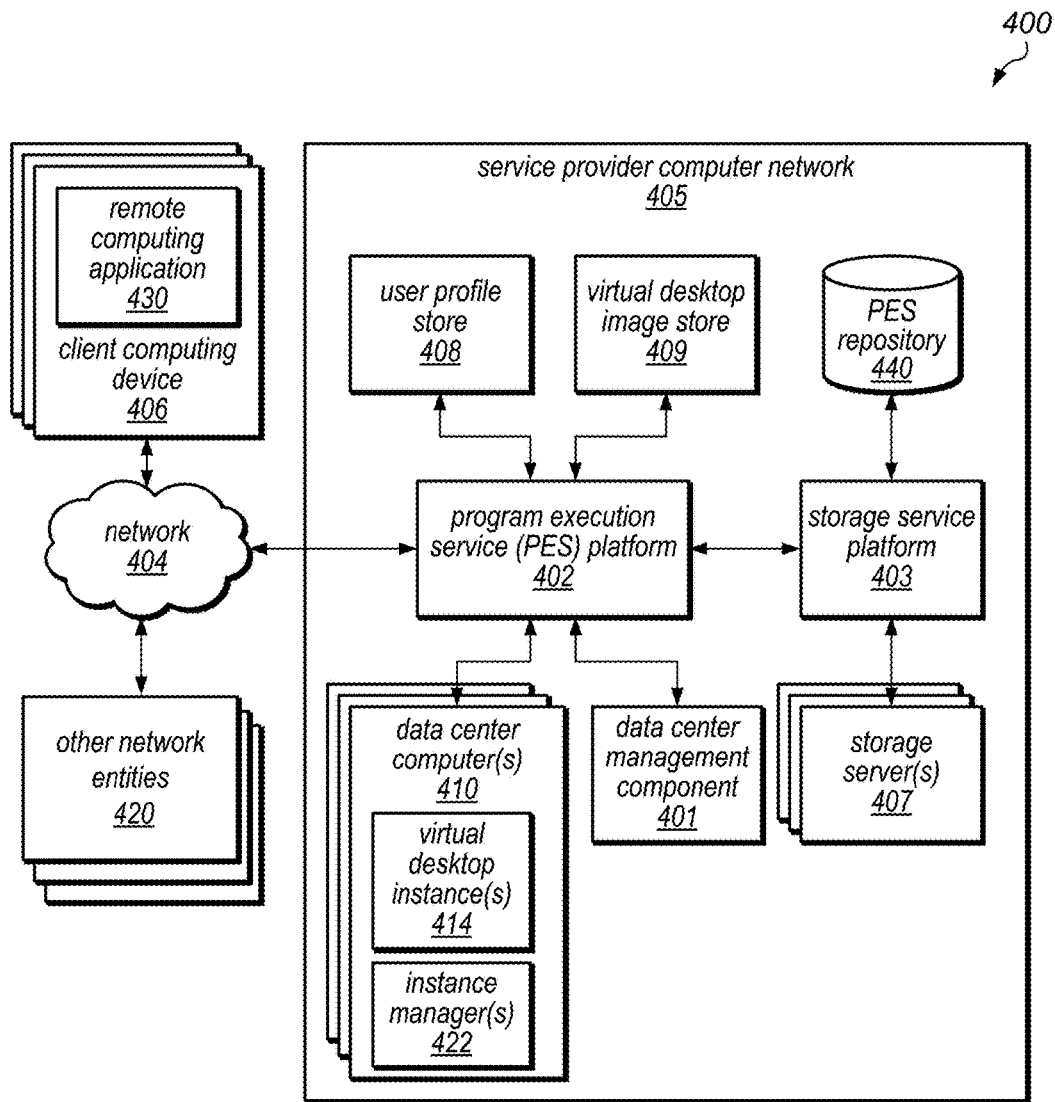 400
service provider computer network
405
remote
computing
application
430
client computing
device
406
user profile
store
408
virtual desktop
image store
409
PES
repository
440
network
404
program execution
service (PES) platform
402
storage service
platform
403
other network
entities
420
data center
computer(s)
410
virtual
desktop
instance(s)
414
instance
manager(s)
422
data center
management
component
401
storage
server(s)
407